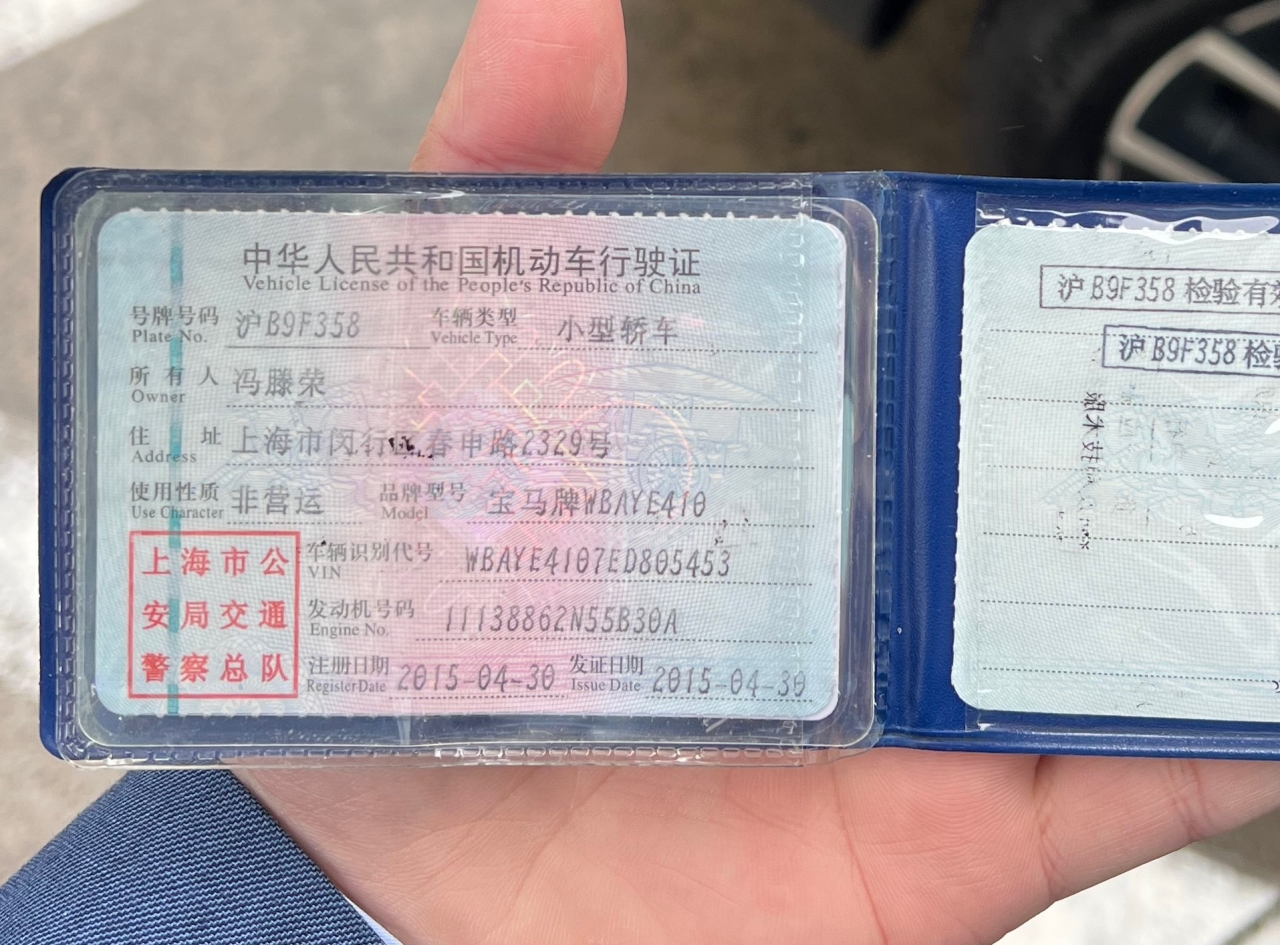 中华人民共和国机动车行驶证
Vehicle License of the People's Republic of China
号牌号码 沪B9F358 车辆类型 小型轿车
Plate No. Vehicle Type
所有人 冯滕荣
Owner
住址 上海市闵行区春申路2329号
Address
使用性质 非营运 品牌型号 宝马牌WBAYE410
Use Character Model
车辆识别代号 WBAYE4107ED805453
VIN
发动机号码 11138862N55B30A
Engine No.
注册日期 2015-04-30 发证日期 2015-04-30
Register Date Issue Date
上海市公
安局交通
警察总队
沪B9F358检验有效
沪B9F358检